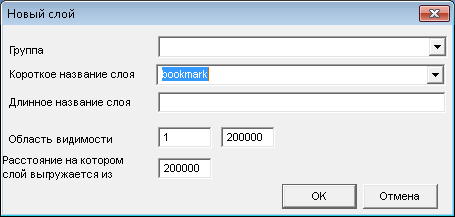 Новый слой
Группа
Короткое название слоя bookmark
Длинное название слоя
Область видимости 1 200000
Расстояние на котором
слой выгружается из 200000
OK Отмена